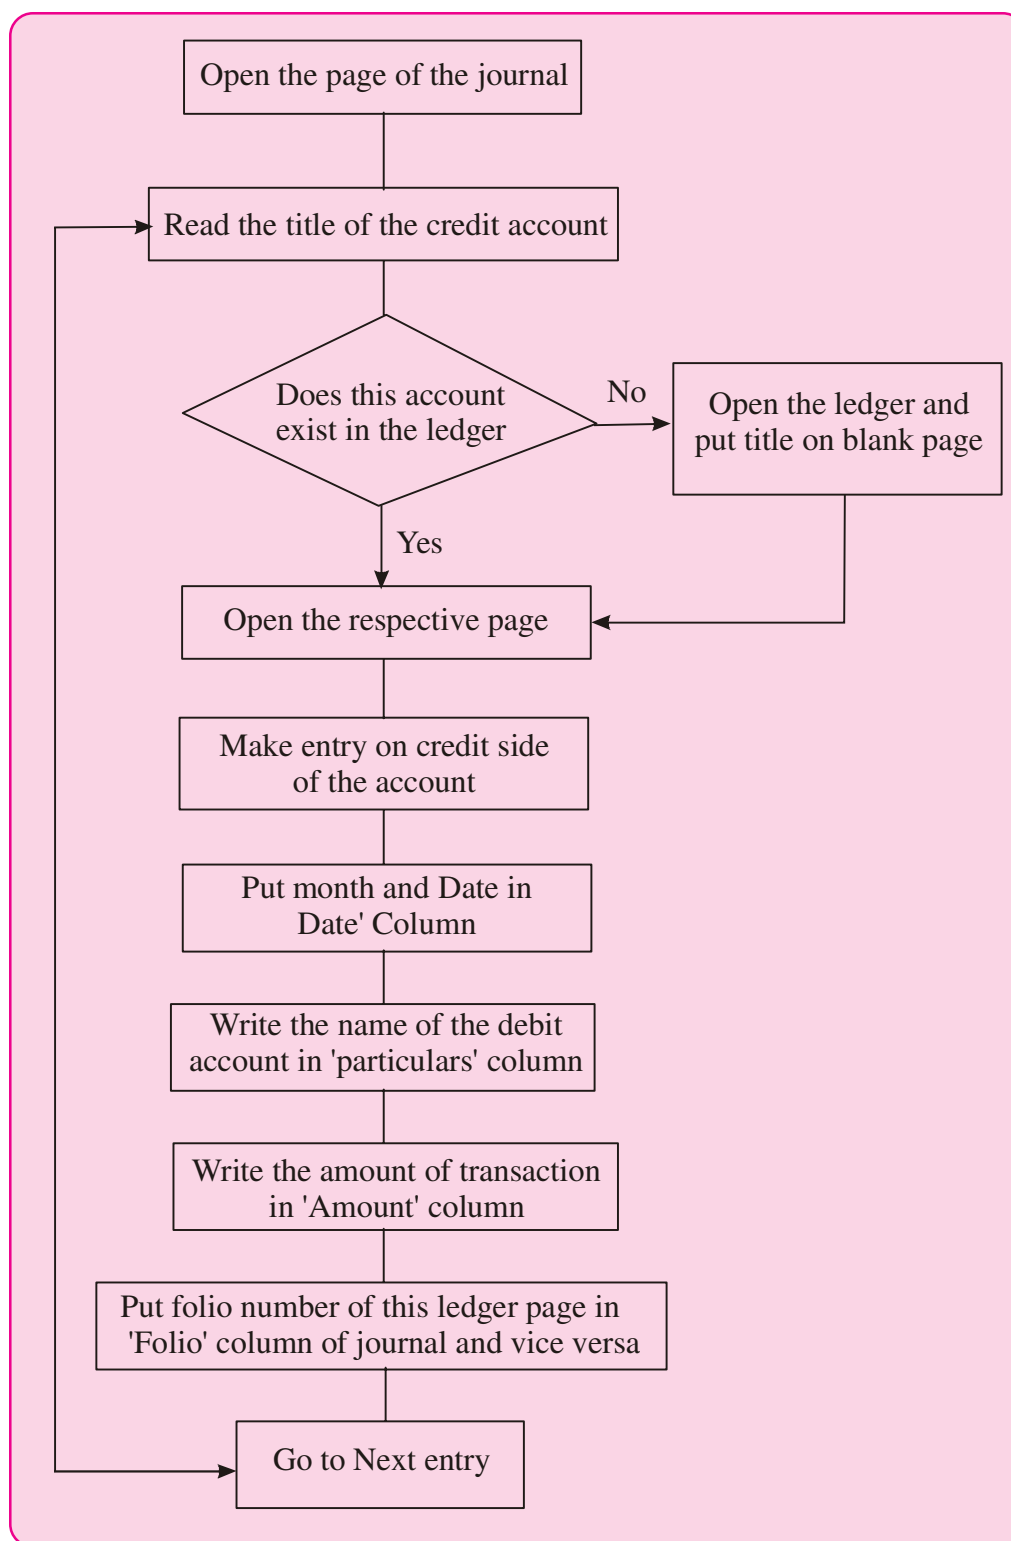 Open the page of the journal
Read the title of the credit account
Does this account
exist in the ledger
No
Open the ledger and
put title on blank page
Yes
Open the respective page
Make entry on credit side
of the account
Put month and Date in
Date' Column
Write the name of the debit
account in 'particulars' column
Write the amount of transaction
in 'Amount' column
Put folio number of this ledger page in
'Folio' column of journal and vice versa
Go to Next entry